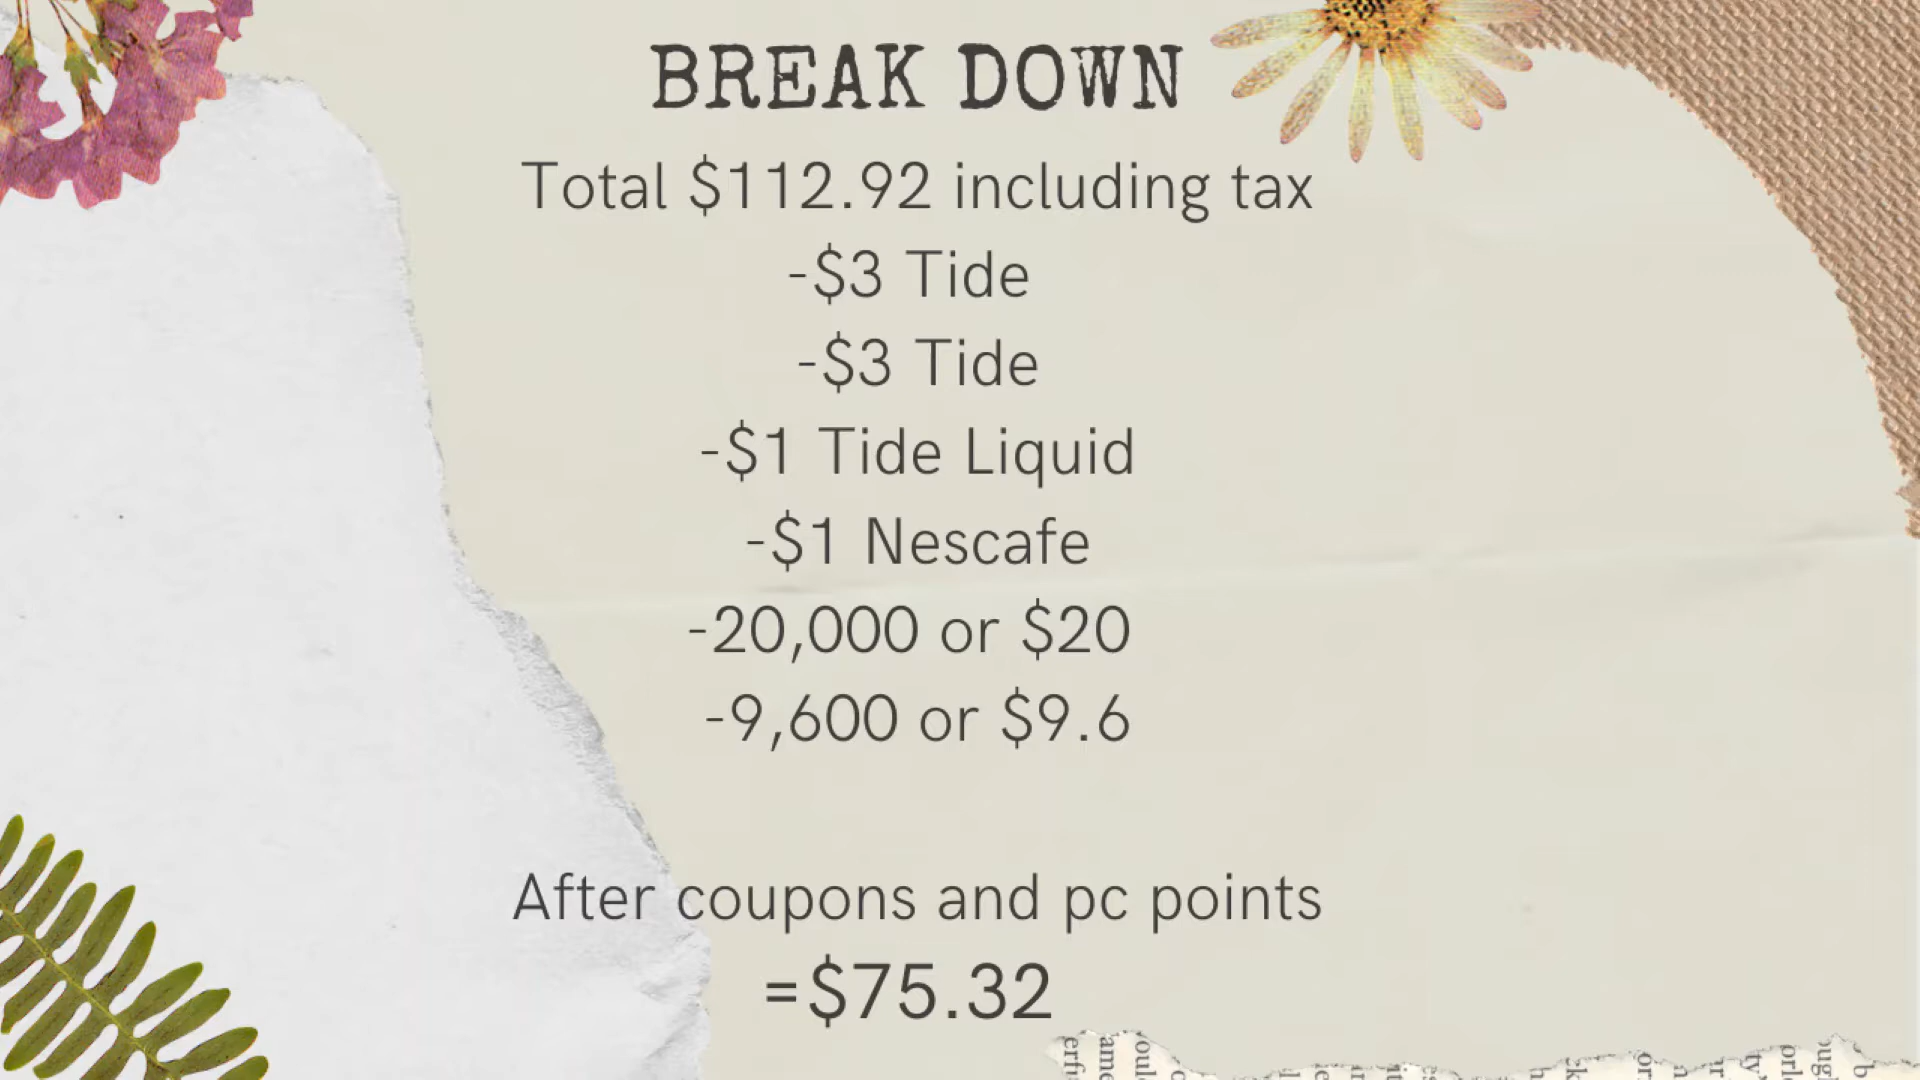 BREAK DOWN
Total $112.92 including tax
-$3 Tide
-$3 Tide
-$1 Tide Liquid
-$1 Nescafe
-20,000 or $20
-9,600 or $9.6
After coupons and pc points
=$75.32